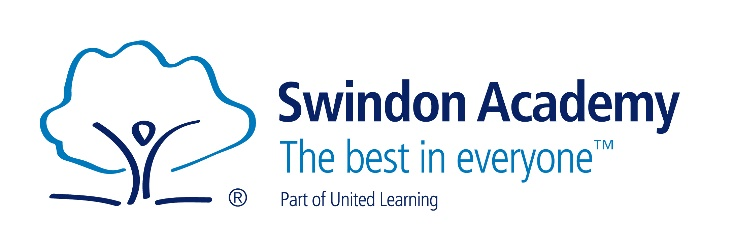 Swindon Academy
The best in everyone™
® Part of United Learning